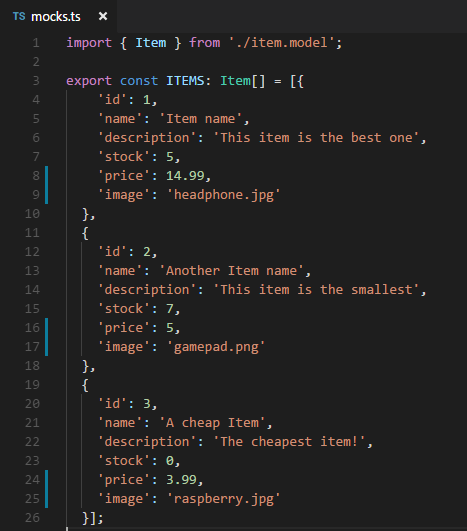 TS mocks.ts ×
1 import { Item } from './item.model';
2
3 export const ITEMS: Item[] = [{
4     'id': 1,
5     'name': 'Item name',
6     'description': 'This item is the best one',
7     'stock': 5,
8     'price': 14.99,
9     'image': 'headphone.jpg'
10   },
11   {
12     'id': 2,
13     'name': 'Another Item name',
14     'description': 'This item is the smallest',
15     'stock': 7,
16     'price': 5,
17     'image': 'gamepad.png'
18   },
19   {
20     'id': 3,
21     'name': 'A cheap Item',
22     'description': 'The cheapest item!',
23     'stock': 0,
24     'price': 3.99,
25     'image': 'raspberry.jpg'
26   }];